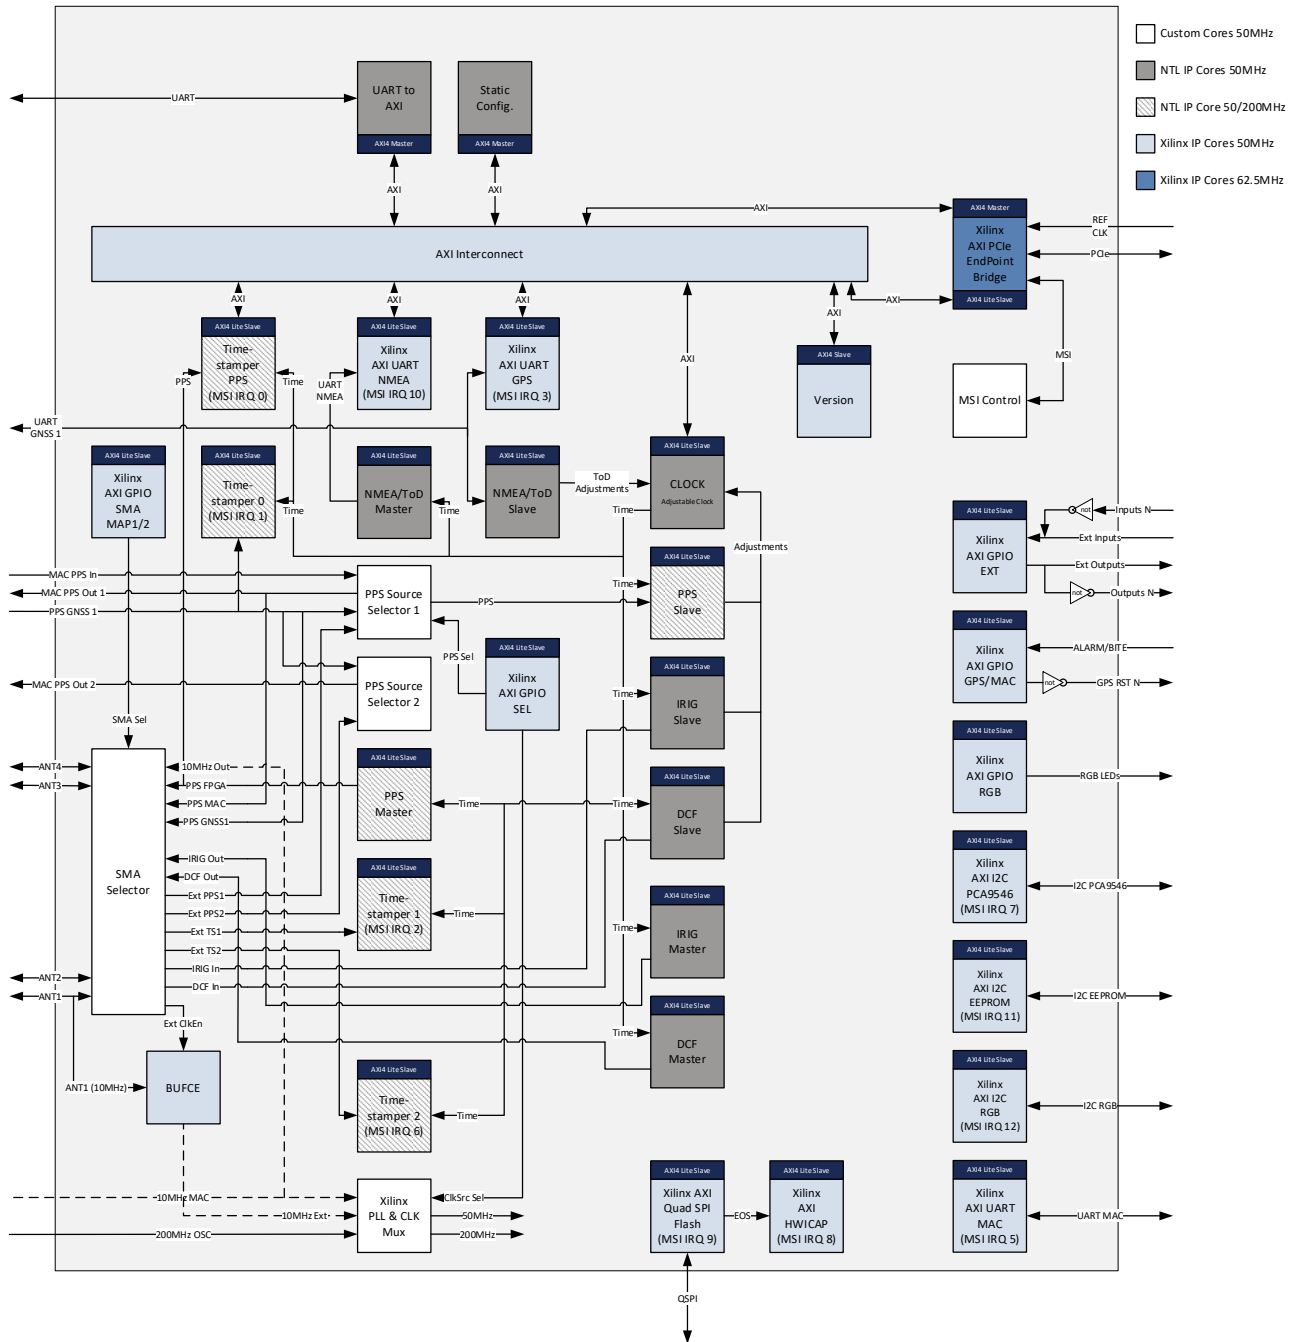 Custom Cores 50MHz
NTL IP Cores 50MHz
NTL IP Core 50/200MHz
Xilinx IP Cores 50MHz
Xilinx IP Cores 62.5MHz
UART
UART to
AXI
AXI4 Master
Static
Config.
AXI4 Master
AXI
AXI
AXI
AXI Interconnect
AXI4 Master
Xilinx
AXI PCIe
EndPoint
Bridge
AXI4 Lite Slave
REF
CLK
PCIe
AXI
AXI
AXI
AXI
AXI
AXI
MSI
AXI4 Lite Slave
Time-
stamper
PPS
(MSI IRQ 0)
PPS
Time
AXI4 Lite Slave
Xilinx
AXI UART
NMEA
(MSI IRQ 10)
UART
NMEA
AXI4 Lite Slave
Xilinx
AXI UART
GPS
(MSI IRQ 3)
AXI4 Slave
Version
MSI Control
UART
GNSS 1
AXI4 Lite Slave
Xilinx
AXI GPIO
SMA
MAP1/2
AXI4 Lite Slave
Time-
stamper 0
(MSI IRQ 1)
Time
AXI4 Lite Slave
NMEA/ToD
Master
Time
AXI4 Lite Slave
NMEA/ToD
Slave
ToD
Adjustments
AXI4 Lite Slave
CLOCK
Adjustable Clock
Time
Adjustments
AXI4 Lite Slave
Xilinx
AXI GPIO
EXT
not
Inputs N
Ext Inputs
Ext Outputs
not
Outputs N
MAC PPS In
MAC PPS Out 1
PPS GNSS 1
PPS Source
Selector 1
PPS
Time
AXI4 Lite Slave
PPS
Slave
PPS Sel
AXI4 Lite Slave
Xilinx
AXI GPIO
SEL
MAC PPS Out 2
PPS Source
Selector 2
Time
AXI4 Lite Slave
IRIG
Slave
AXI4 Lite Slave
Xilinx
AXI GPIO
GPS/MAC
ALARM/BITE
not
GPS RST N
SMA Sel
ANT4
ANT3
SMA
Selector
10MHz Out
PPS FPGA
PPS MAC
PPS GNSS1
IRIG Out
DCF Out
Ext PPS1
Ext PPS2
Ext TS1
Ext TS2
IRIG In
DCF In
AXI4 Lite Slave
PPS
Master
Time
Time
AXI4 Lite Slave
DCF
Slave
AXI4 Lite Slave
Xilinx
AXI GPIO
RGB
RGB LEDs
AXI4 Lite Slave
Time-
stamper 1
(MSI IRQ 2)
Time
Time
AXI4 Lite Slave
IRIG
Master
AXI4 Lite Slave
Xilinx
AXI I2C
PCA9546
(MSI IRQ 7)
I2C PCA9546
ANT2
ANT1
Ext ClkEn
ANT1 (10MHz)
BUFCE
Time
AXI4 Lite Slave
DCF
Master
AXI4 Lite Slave
Xilinx
AXI I2C
EEPROM
(MSI IRQ 11)
I2C EEPROM
AXI4 Lite Slave
Time-
stamper 2
(MSI IRQ 6)
Time
AXI4 Lite Slave
Xilinx
AXI I2C
RGB
(MSI IRQ 12)
I2C RGB
10MHz MAC
10MHz Ext
200MHz OSC
Xilinx
PLL & CLK
Mux
ClkSrc Sel
50MHz
200MHz
AXI4 Lite Slave
Xilinx AXI
Quad SPI
Flash
(MSI IRQ 9)
EOS
AXI4 Lite Slave
Xilinx
AXI
HWICAP
(MSI IRQ 8)
AXI4 Lite Slave
Xilinx
AXI UART
MAC
(MSI IRQ 5)
UART MAC
QSPI